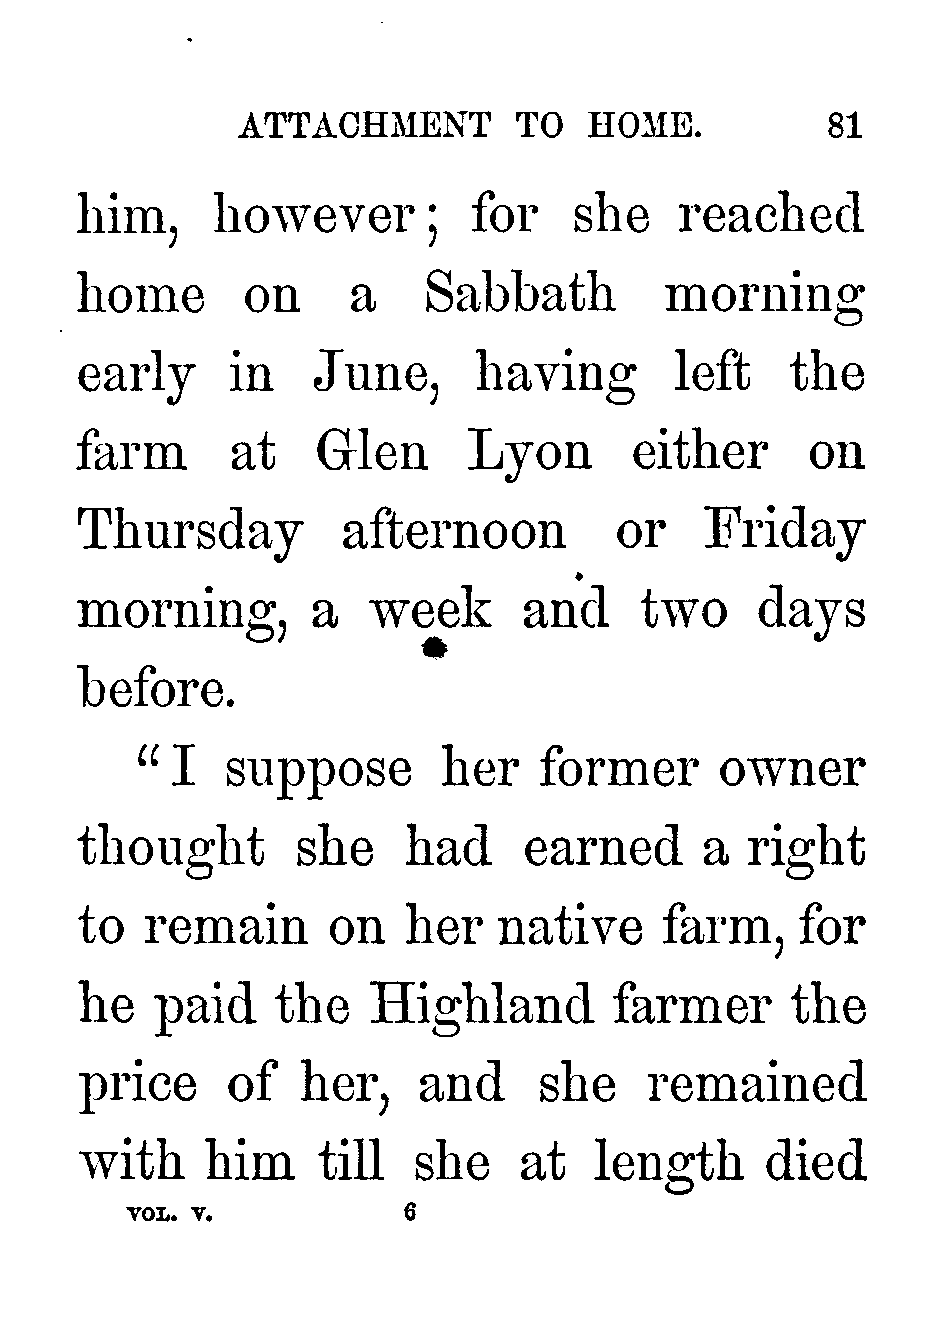 ATTACHMENT TO HOME. 81
him, however; for she reached
home on a Sabbath morning
early in June, having left the
farm at Glen Lyon either on
Thursday afternoon or Friday
morning, a week and two days
before.
"I suppose her former owner
thought she had earned a right
to remain on her native farm, for
he paid the Highland farmer the
price of her, and she remained
with him till she at length died
VOL. V. 6